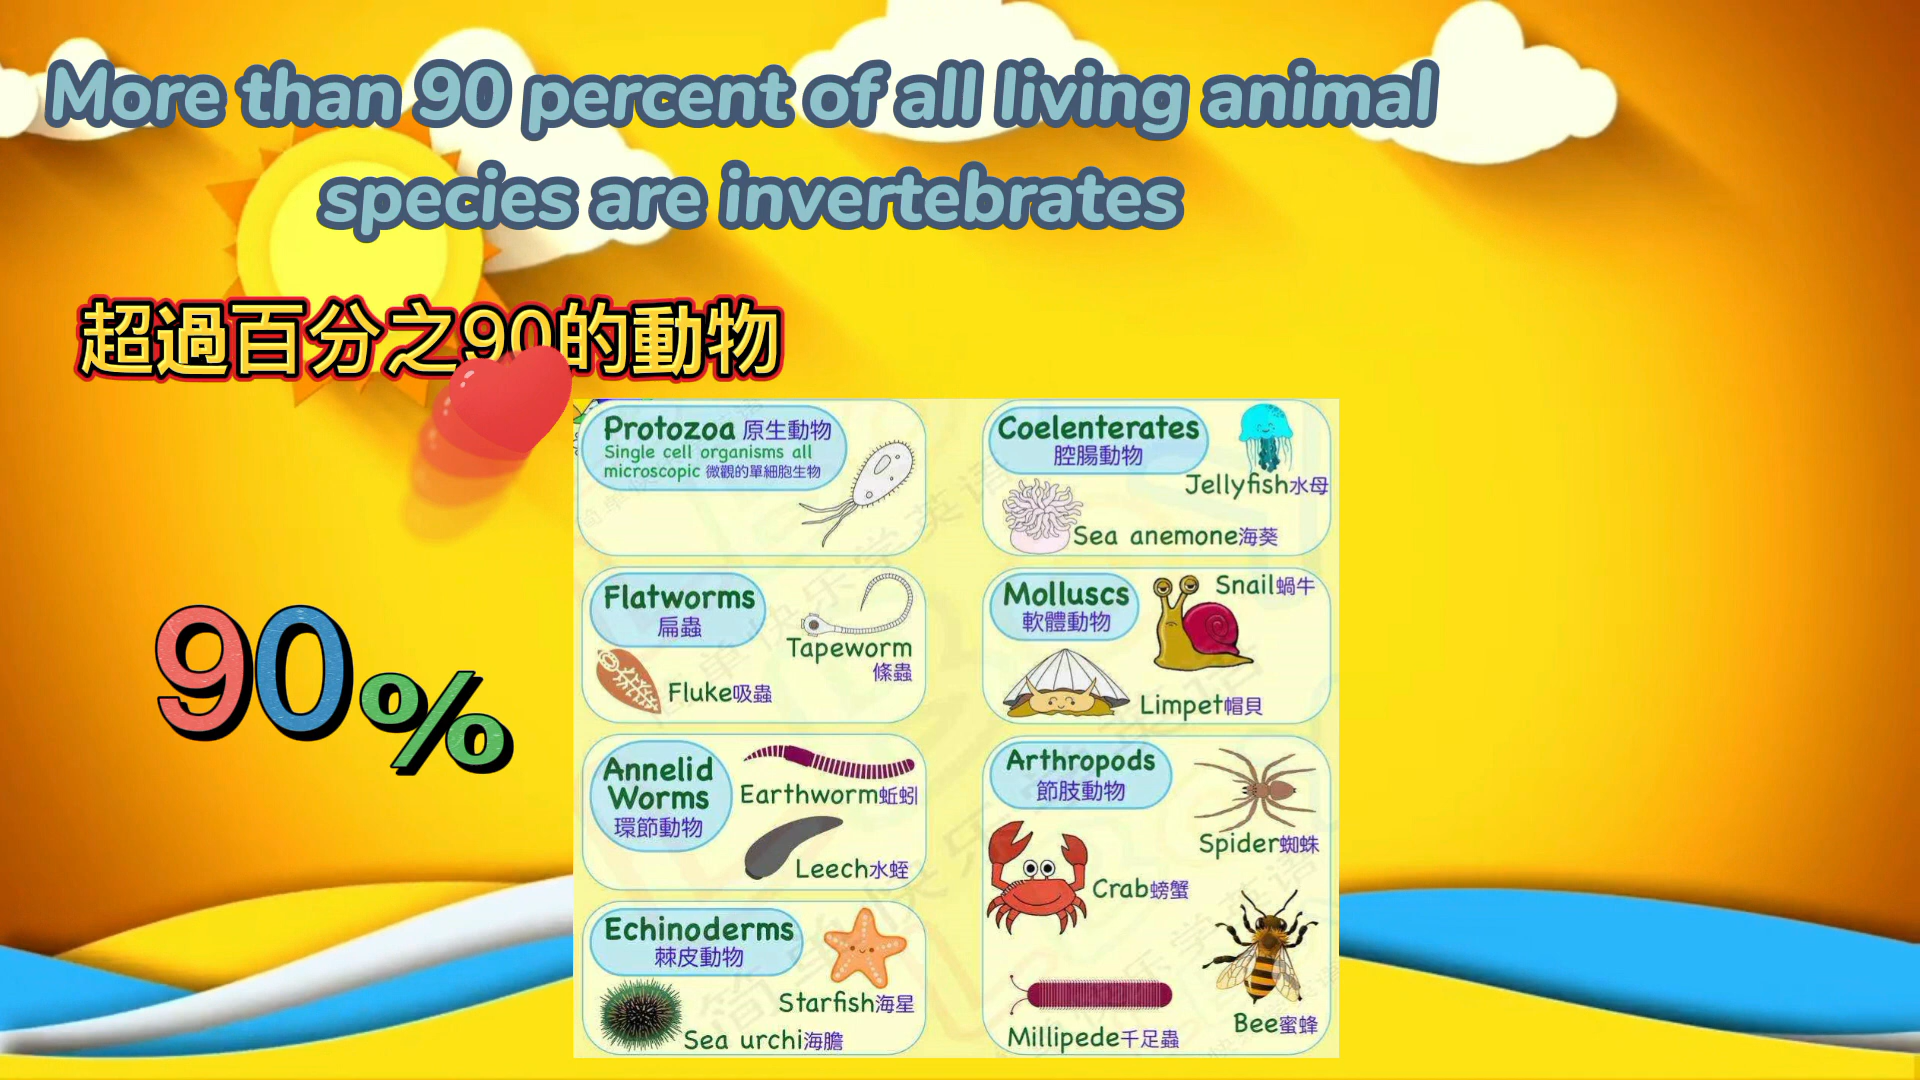 More than 90 percent of all living animal
species are invertebrates
超過百分之90的動物
90%
Protozoa 原生動物
Single cell organisms all
microscopic 微觀的單細胞生物
Coelenterates
腔腸動物
Jellyfish水母
Sea anemone海葵
Flatworms
扁蟲
Tapeworm
絛蟲
Fluke吸蟲
Molluscs
軟體動物
Snail蝸牛
Limpet帽貝
Annelid
Worms
環節動物
Earthworm蚯蚓
Leech水蛭
Arthropods
節肢動物
Spider蜘蛛
Crab螃蟹
Millipede千足蟲
Bee蜜蜂
Echinoderms
棘皮動物
Starfish海星
Sea urchi海膽